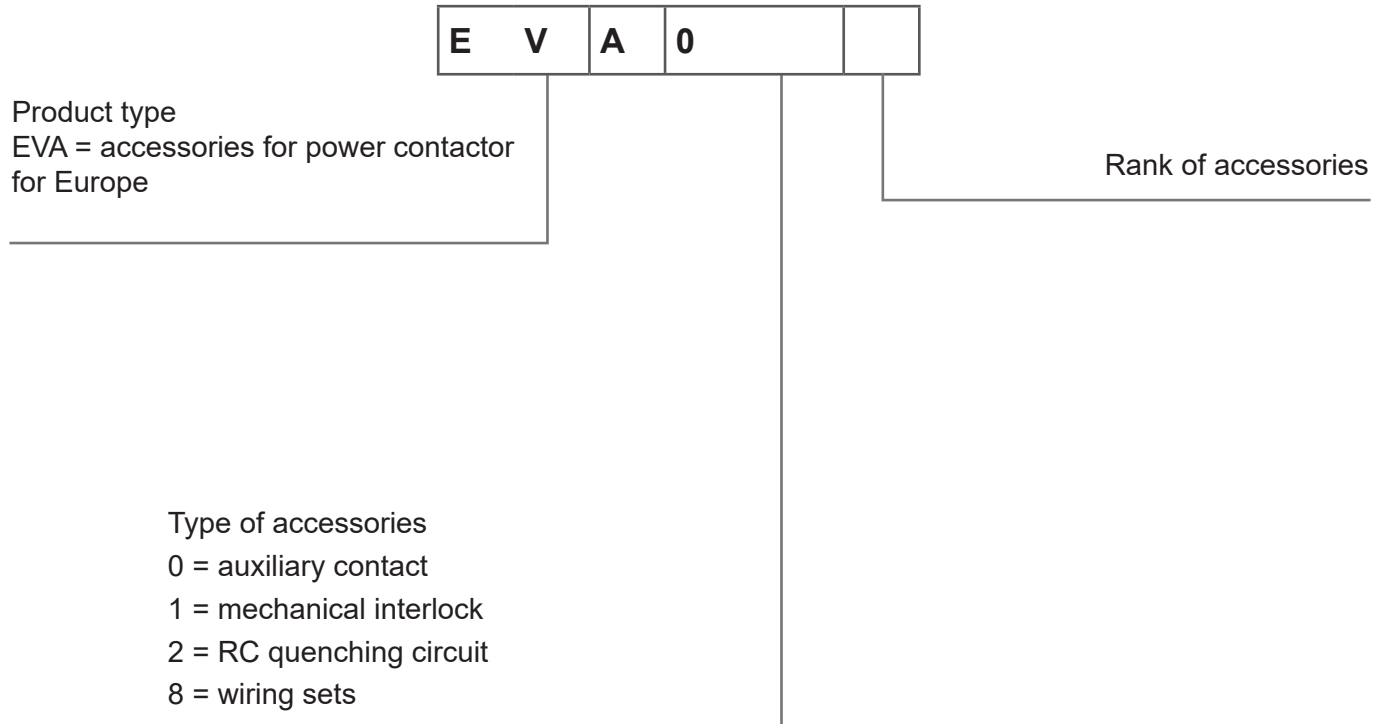 E V A 0
Product type
EVA = accessories for power contactor
for Europe
Rank of accessories
Type of accessories
0 = auxiliary contact
1 = mechanical interlock
2 = RC quenching circuit
8 = wiring sets